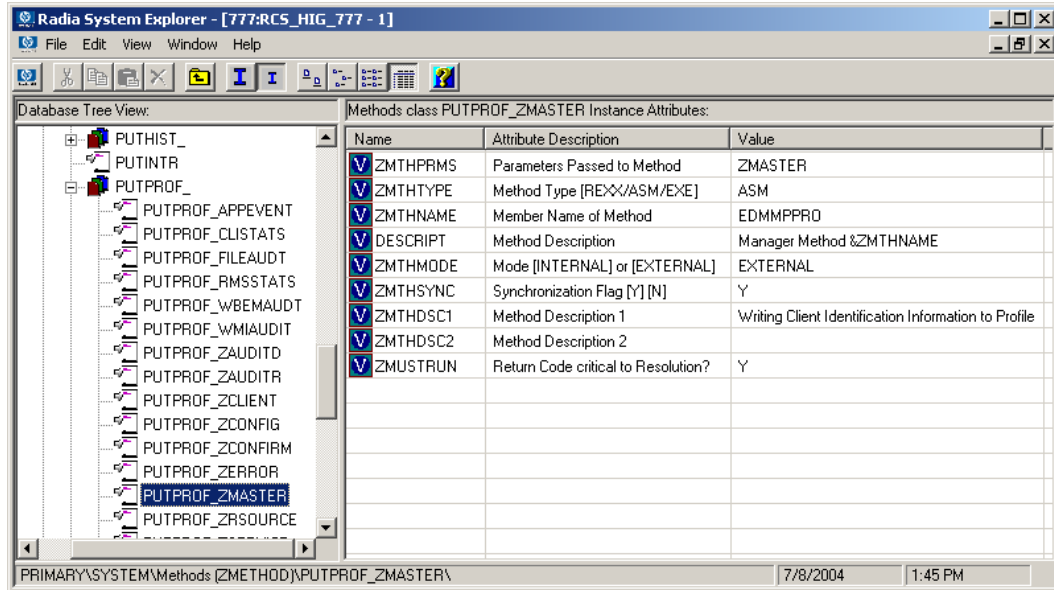 Radia System Explorer - [777:RCS_HIG_777 - 1]
File Edit View Window Help
Database Tree View:
Methods class PUTPROF_ZMASTER Instance Attributes:
PUTHIST_
PUTINTR
PUTPROF_
PUTPROF_APPEVENT
PUTPROF_CLISTATS
PUTPROF_FILEAUDT
PUTPROF_RMSSTATS
PUTPROF_WBEMAUDT
PUTPROF_WMIAUDIT
PUTPROF_ZAUDITD
PUTPROF_ZAUDITR
PUTPROF_ZCLIENT
PUTPROF_ZCONFIG
PUTPROF_ZCONFIRM
PUTPROF_ZERROR
PUTPROF_ZMASTER
PUTPROF_ZRSOURCE
Name Attribute Description Value
ZMTHPRMS Parameters Passed to Method ZMASTER
ZMTHTYPE Method Type [REXX/ASM/EXE] ASM
ZMTHNAME Member Name of Method EDMMPPRO
DESCRIPT Method Description Manager Method &ZMTHNAME
ZMTHMODE Mode [INTERNAL] or [EXTERNAL] EXTERNAL
ZMTHSYNC Synchronization Flag [Y] [N] Y
ZMTHDSC1 Method Description 1 Writing Client Identification Information to Profile
ZMTHDSC2 Method Description 2
ZMUSTRUN Return Code critical to Resolution? Y
PRIMARY\SYSTEM\Methods (ZMETHOD)\PUTPROF_ZMASTER\ 7/8/2004 1:45 PM